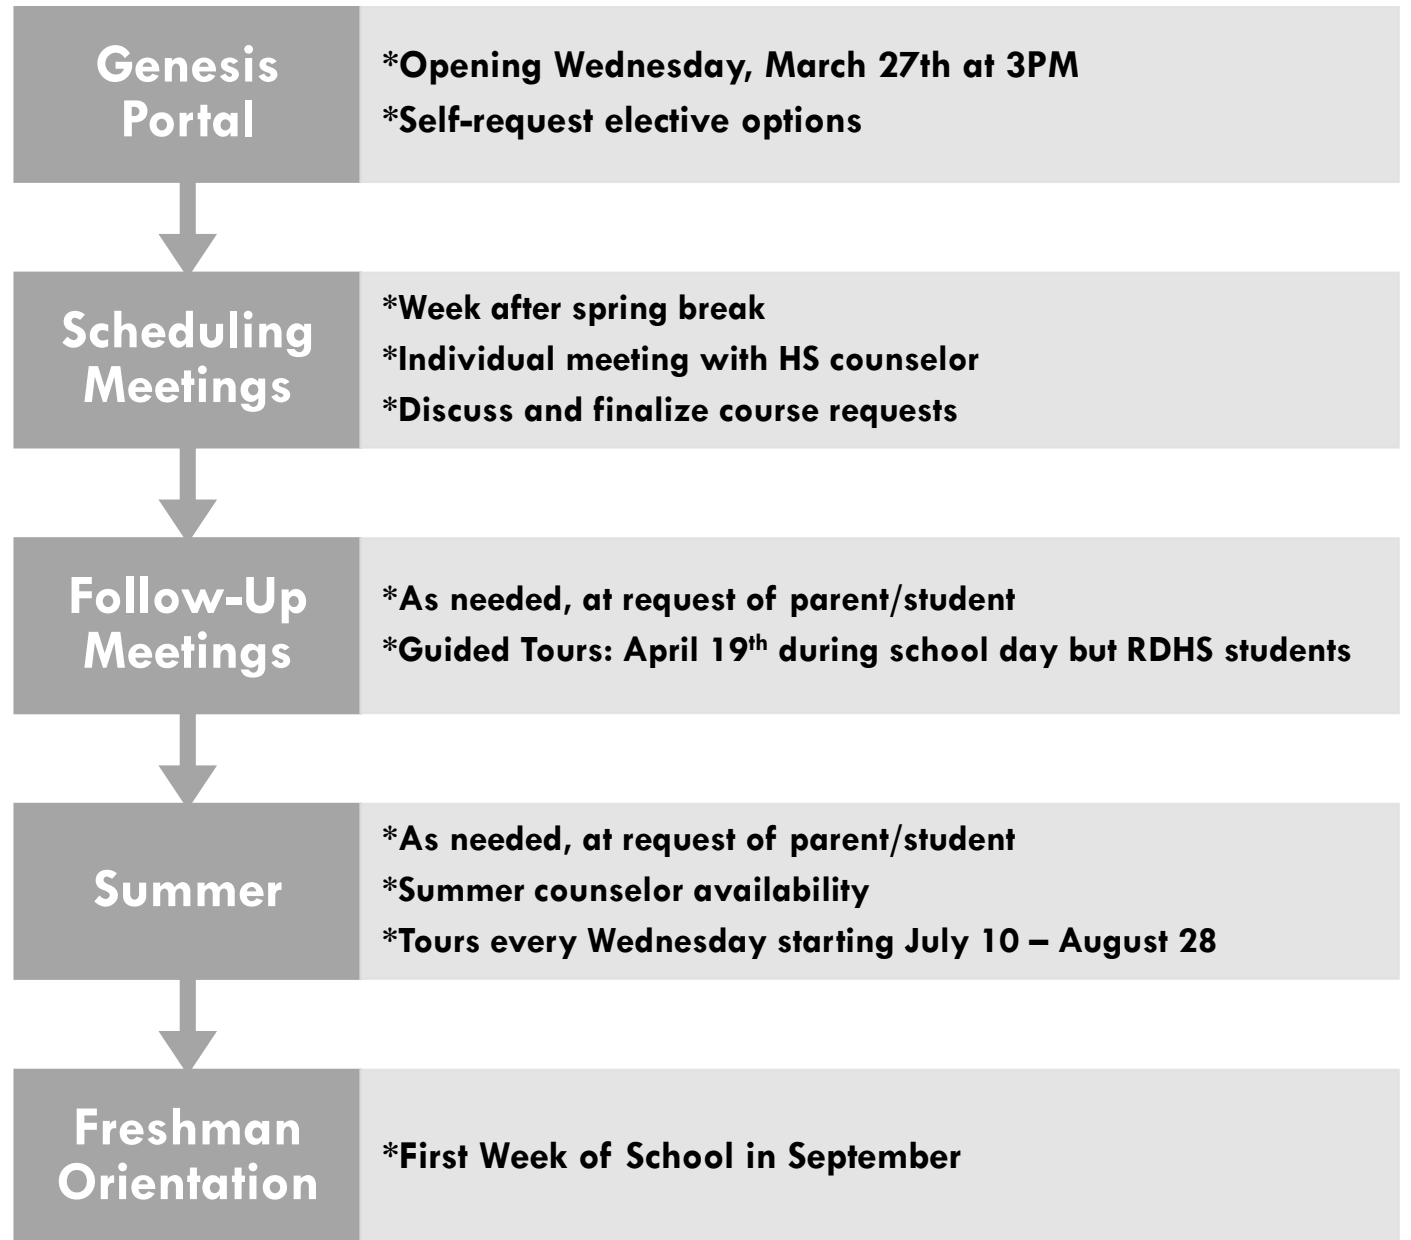 Genesis
Portal
*Opening Wednesday, March 27th at 3PM
*Self-request elective options
Scheduling
Meetings
*Week after spring break
*Individual meeting with HS counselor
*Discuss and finalize course requests
Follow-Up
Meetings
*As needed, at request of parent/student
*Guided Tours: April 19th during school day but RDHS students
Summer
*As needed, at request of parent/student
*Summer counselor availability
*Tours every Wednesday starting July 10 – August 28
Freshman
Orientation
*First Week of School in September